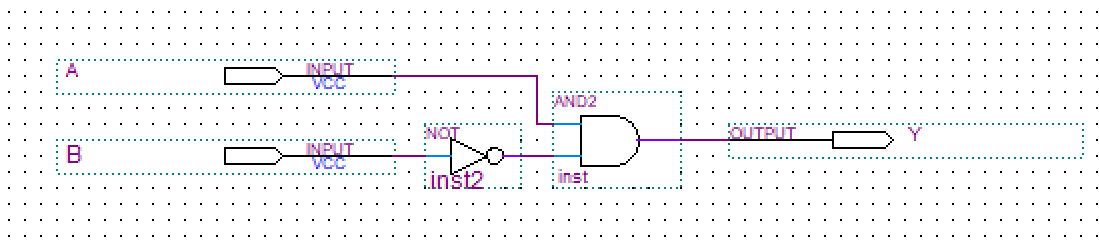 A
INPUT
VCC
AND2
B
INPUT
VCC
NOT
inst2
inst
OUTPUT
Y